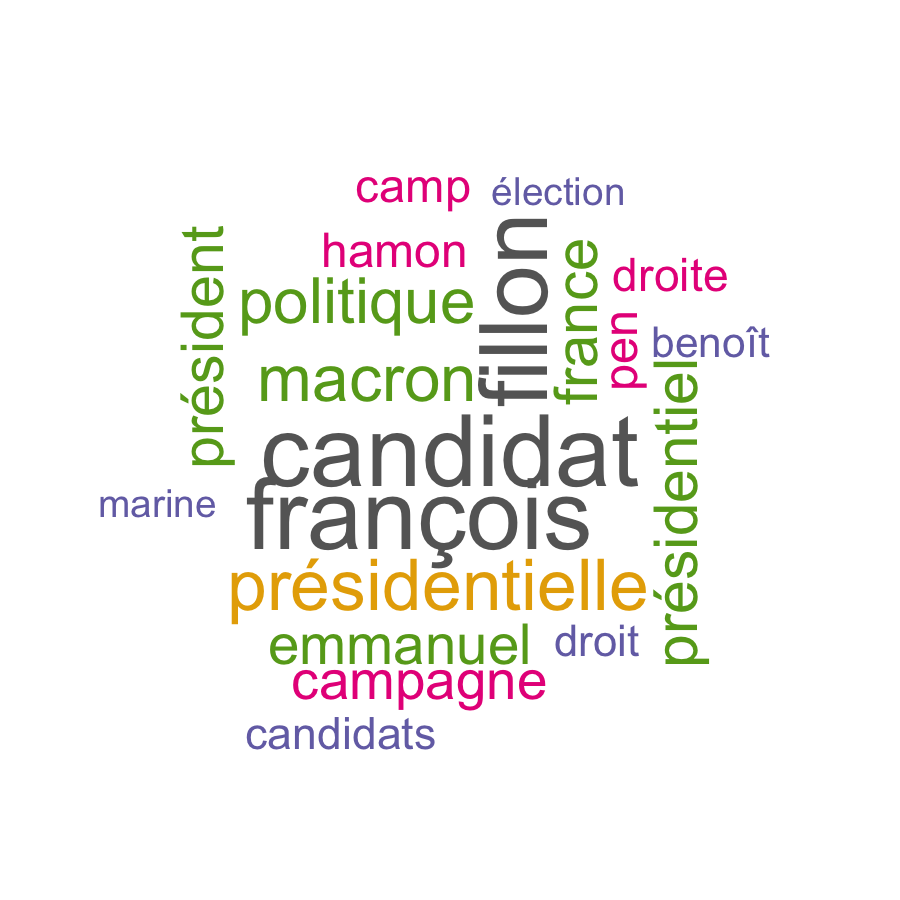 camp
élection
président
hamon
fillon
france
droite
politique
pen
benoît
macron
présidentiel
candidat
marine
françois
présidentielle
emmanuel
droit
campagne
candidats